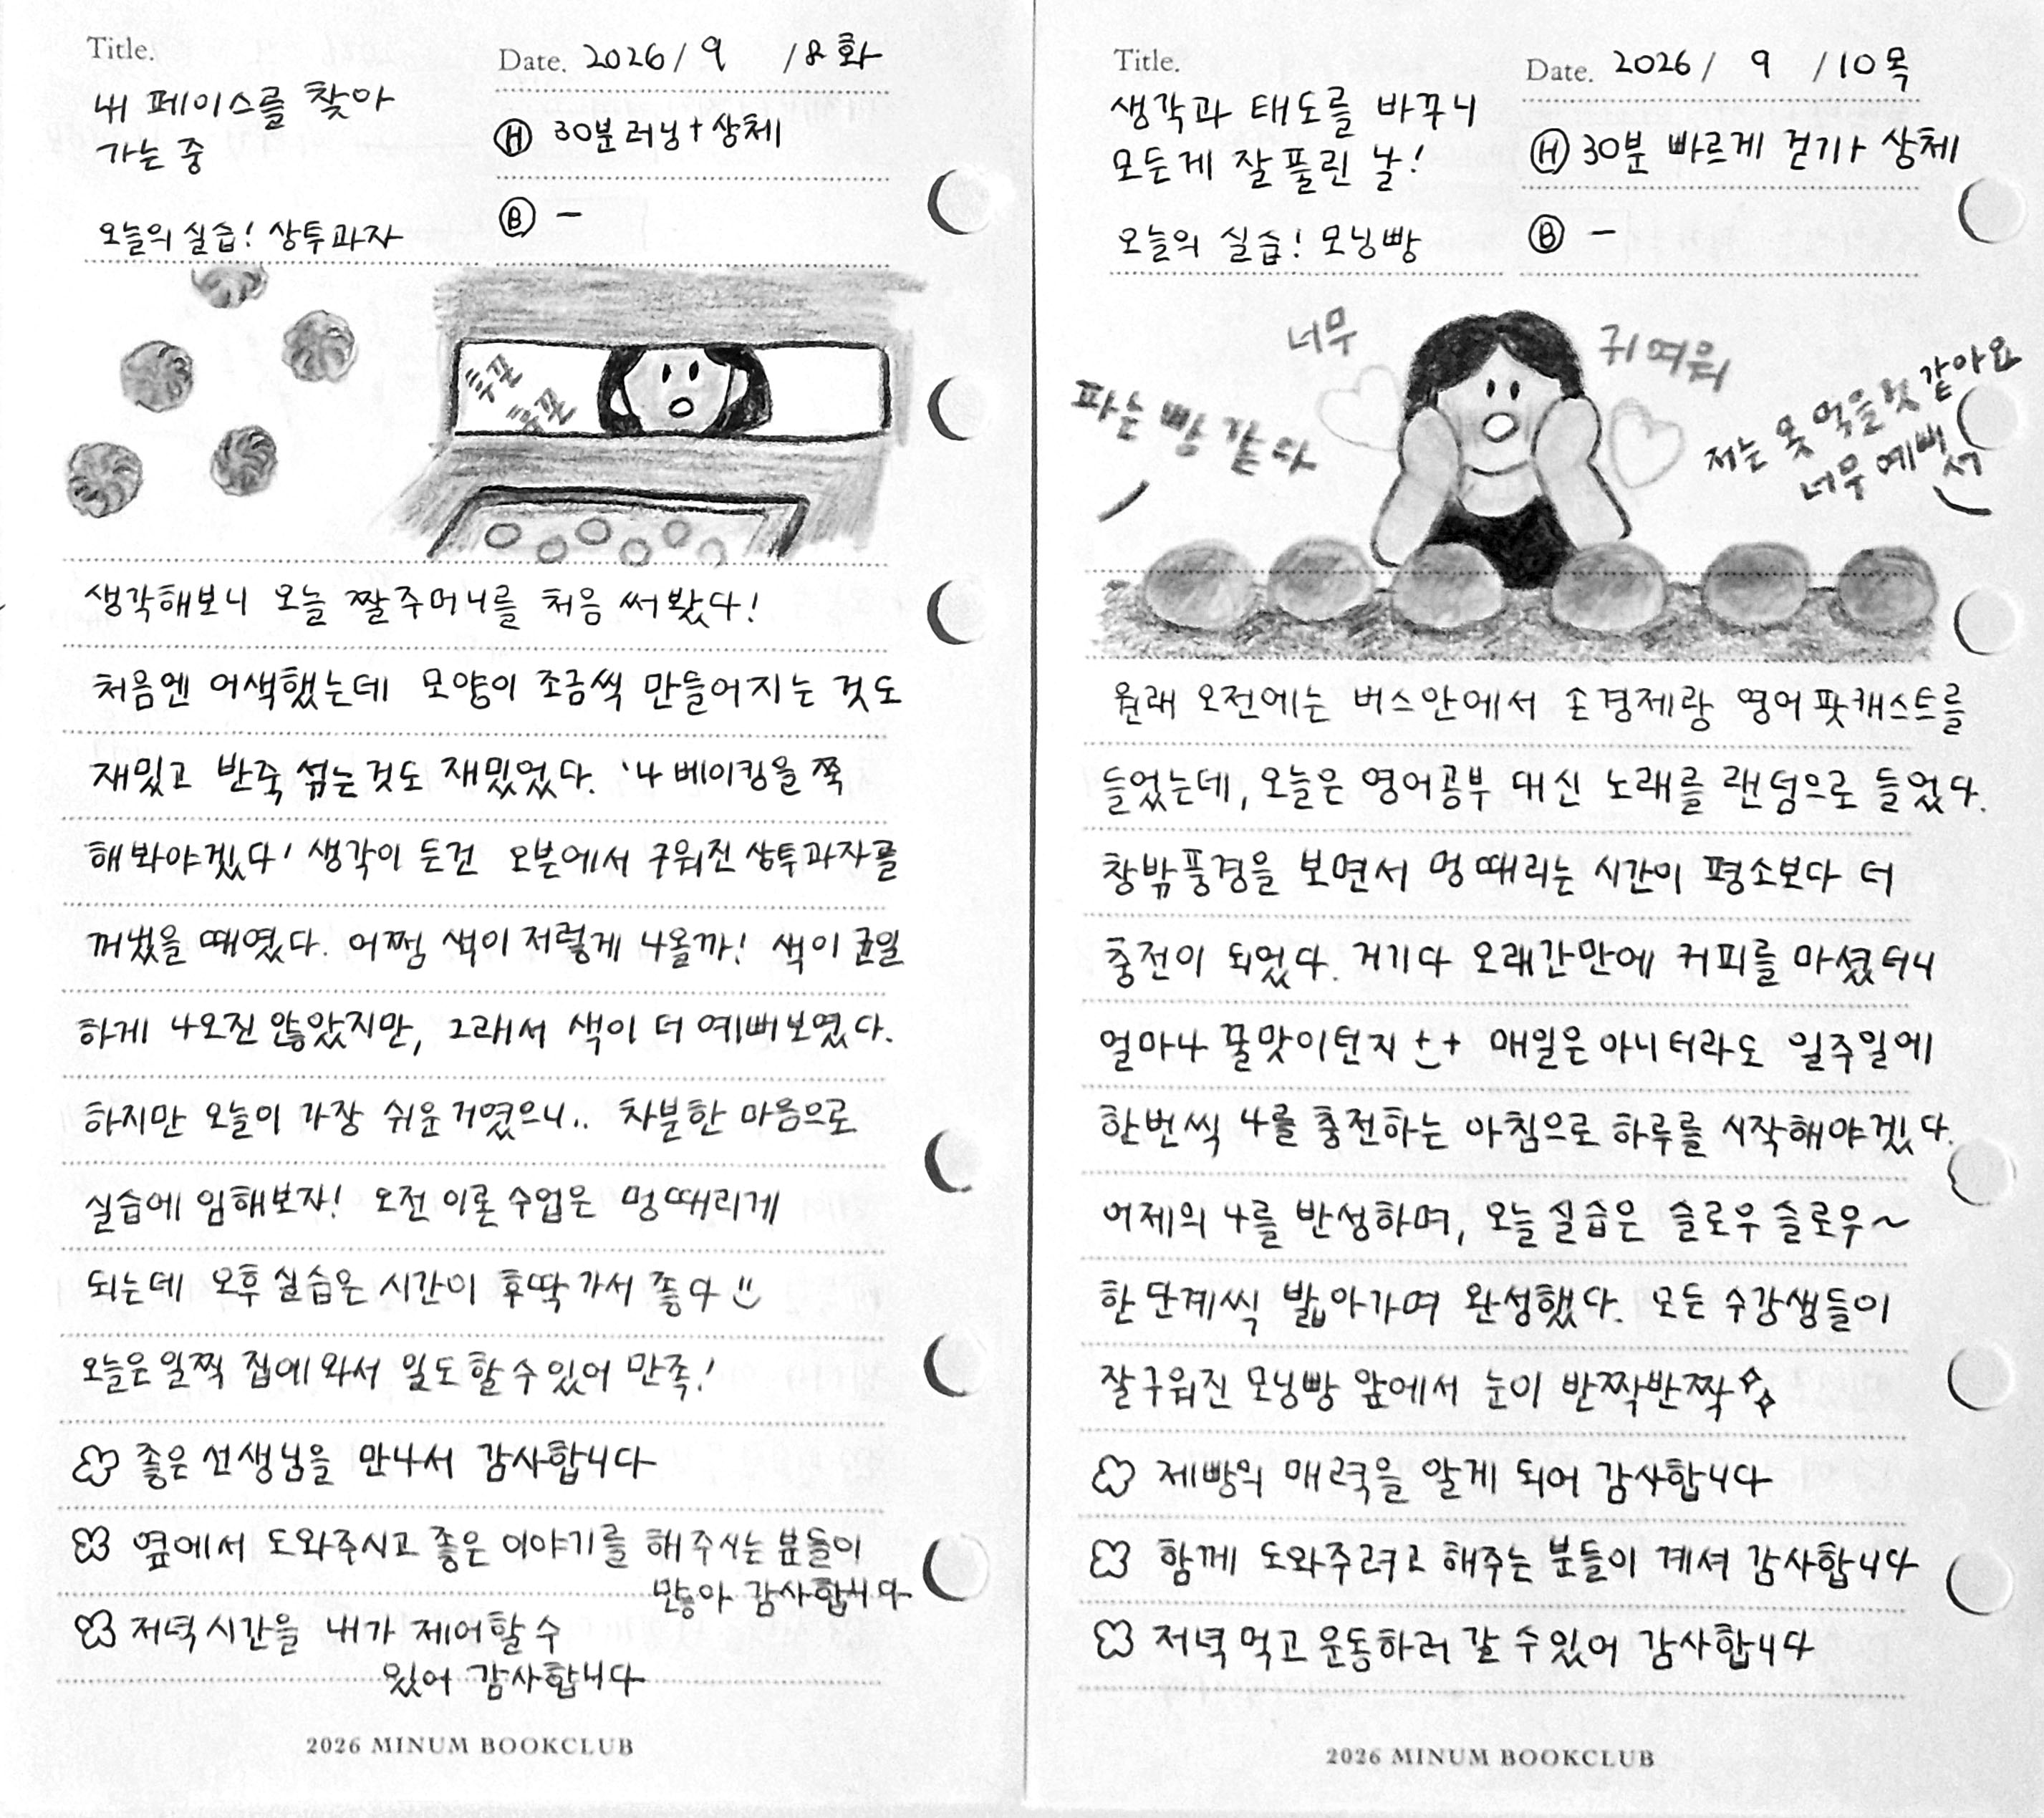 Title.
내 페이스를 찾아
가는 중
오늘의 실습! 상투과자
Date. 2026 / 9 / 8 화
Ⓗ 30분 러닝 + 상체
Ⓑ -
생각해보니 오늘 짤주머니를 처음 써 봤다!
처음엔 어색했는데 모양이 조금씩 만들어지는 것도
재밌고 반죽 섞는것도 재밌었다. '나 베이킹을 쭉
해봐야겠다' 생각이 든건 오븐에서 구워진 상투과자를
꺼냈을 때였다. 어쩜 색이 저렇게 나올까! 색이 균일
하게 나오진 않았지만, 그래서 색이 더 예뻐보였다.
하지만 오늘이 가장 쉬운거였으니.. 차분한 마음으로
실습에 임해보자! 오전 이론 수업은 멍때리게
되는데 오후 실습은 시간이 후딱가서 좋다
오늘은 일찍 집에 와서 일도 할 수 있어 만족!
좋은 선생님을 만나서 감사합니다
옆에서 도와주시고 좋은 이야기를 해주시는 분들이
많아 감사합니다
저녁시간을 내가 제어할 수
있어 감사합니다
2026 MINUM BOOKCLUB
Title.
생각과 태도를 바꾸니
모든게 잘 풀린 날!
오늘의 실습! 모닝빵
Date. 2026 / 9 / 10 목
Ⓗ 30분 빠르게 걷기나 상체
Ⓑ -
너무 귀여워
파는 빵 같다
저는 못 먹을것 같아요
너무 예뻐서
원래 오전에는 버스안에서 손경제랑 영어팟캐스트를
들었는데, 오늘은 영어공부 대신 노래를 랜덤으로 들었다.
창밖풍경을 보면서 멍때리는 시간이 평소보다 더
충전이 되었다. 거기다 오래간만에 커피를 마셨더니
얼마나 꿀맛이던지 매일은 아니더라도 일주일에
한번씩 나를 충전하는 아침으로 하루를 시작해야겠다.
어제의 나를 반성하며, 오늘 실습은 슬로우 슬로우~
한단계씩 밟아가며 완성했다. 모든 수강생들이
잘구워진 모닝빵 앞에서 눈이 반짝반짝
제빵의 매력을 알게 되어 감사합니다
함께 도와주려고 해주는 분들이 계셔 감사합니다
저녁 먹고 운동하러 갈 수 있어 감사합니다
2026 MINUM BOOKCLUB